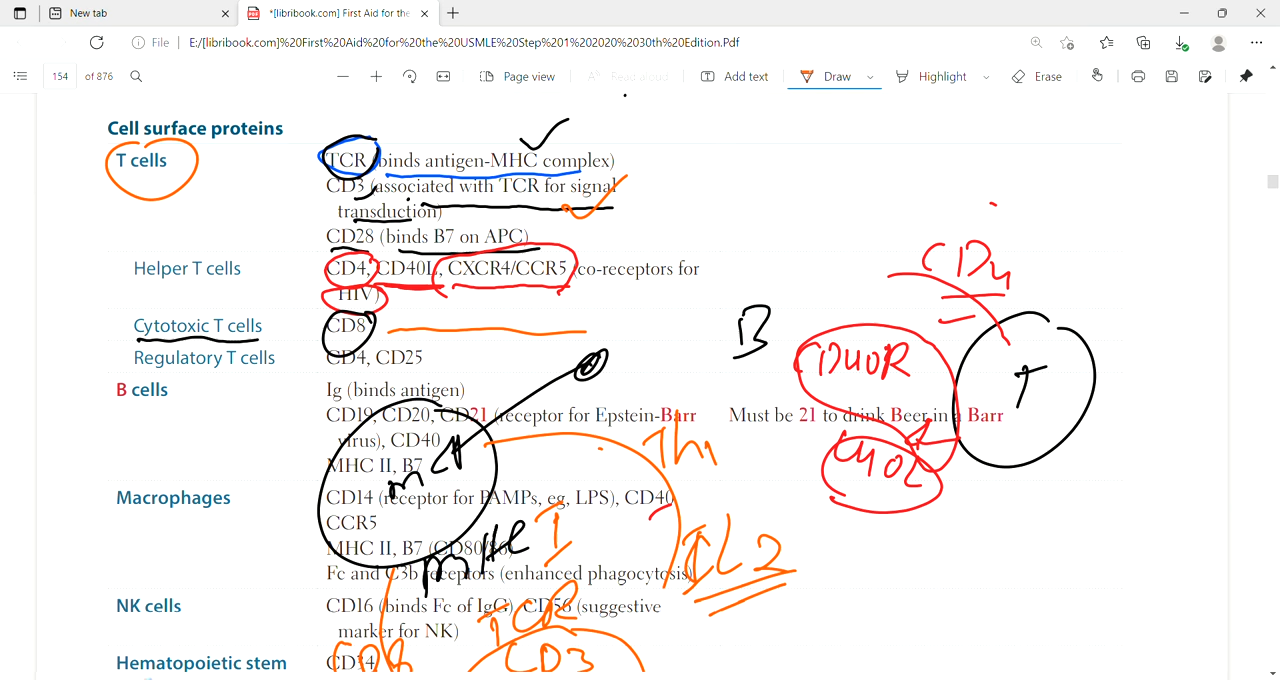 New tab
*[libribook.com] First Aid for the
File
E:/[libribook.com]%20First%20Aid%20for%20the%20USMLE%20Step%201%202020%2030th%20Edition.Pdf
154 of 876
Page view
Read aloud
Add text
Draw
Highlight
Erase
Cell surface proteins
T cells
TCR (binds antigen-MHC complex)
CD3 (associated with TCR for signal
transduction)
CD28 (binds B7 on APC)
Helper T cells
CD4, CD40L, CXCR4/CCR5 (co-receptors for
HIV)
CD4
Cytotoxic T cells
CD8
B
CD40R
T
Regulatory T cells
CD4, CD25
B cells
Ig (binds antigen)
CD19, CD20, CD21 (receptor for Epstein-Barr
virus), CD40
MHC II, B7
Must be 21 to drink Beer in a Barr
Th1
Macrophages
CD14 (receptor for PAMPs, eg, LPS), CD40
CCR5
MHC II, B7 (CD80/86)
Fc and C3b receptors (enhanced phagocytosis)
MHC I
IL2
NK cells
CD16 (binds Fc of IgG), CD56 (suggestive
marker for NK)
TCR
CD3
CD8
Hematopoietic stem
CD34